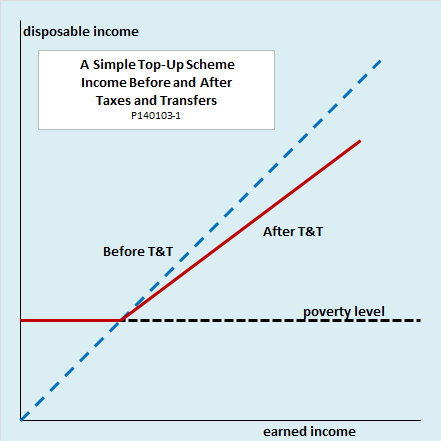 disposable income
A Simple Top-Up Scheme
Income Before and After
Taxes and Transfers
P140103-1
After T&T
Before T&T
poverty level
earned income